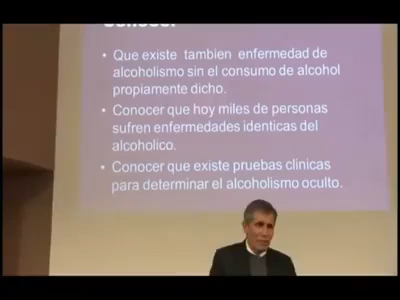 Conocer
• Que existe tambien enfermedad de
alcoholismo sin el consumo de alcohol
propiamente dicho.
• Conocer que hoy miles de personas
sufren enfermedades identicas del
alcoholico.
• Conocer que existe pruebas clinicas
para determinar el alcoholismo oculto.